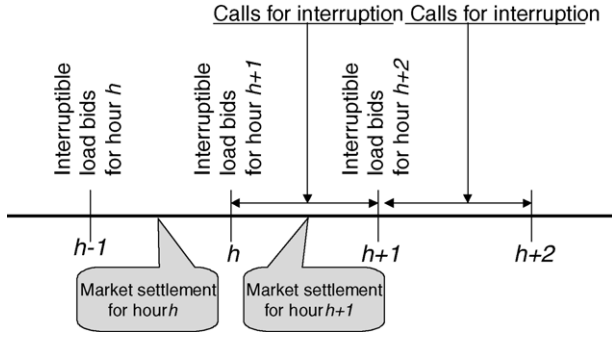 Calls for interruption
Calls for interruption
Interruptible
load bids
for hour h
Interruptible
load bids
for hour h+1
Interruptible
load bids
for hour h+2
h-1
h
h+1
h+2
Market settlement
for hour h
Market settlement
for hour h+1